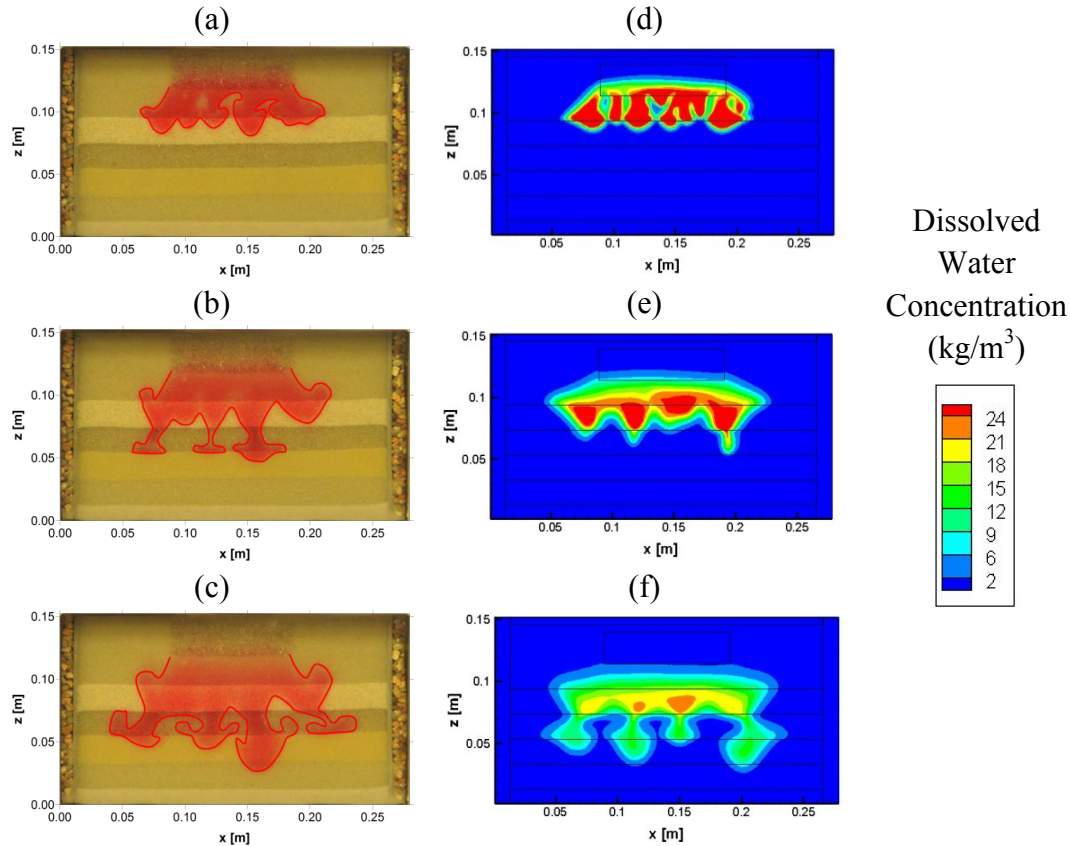 (a)
0.15
0.10
0.05
0.00
z [m]
0.00 0.05 0.10 0.15 0.20 0.25
x [m]
(d)
0.15
0.1
0.05
z [m]
0.05 0.1 0.15 0.2 0.25
x [m]
(b)
0.15
0.10
0.05
0.00
z [m]
0.00 0.05 0.10 0.15 0.20 0.25
x [m]
(e)
0.15
0.1
0.05
z [m]
0.05 0.1 0.15 0.2 0.25
x [m]
(c)
0.15
0.10
0.05
0.00
z [m]
0.00 0.05 0.10 0.15 0.20 0.25
x [m]
(f)
0.15
0.1
0.05
z [m]
0.05 0.1 0.15 0.2 0.25
x [m]
Dissolved
Water
Concentration
(kg/m³)
24
21
18
15
12
9
6
2